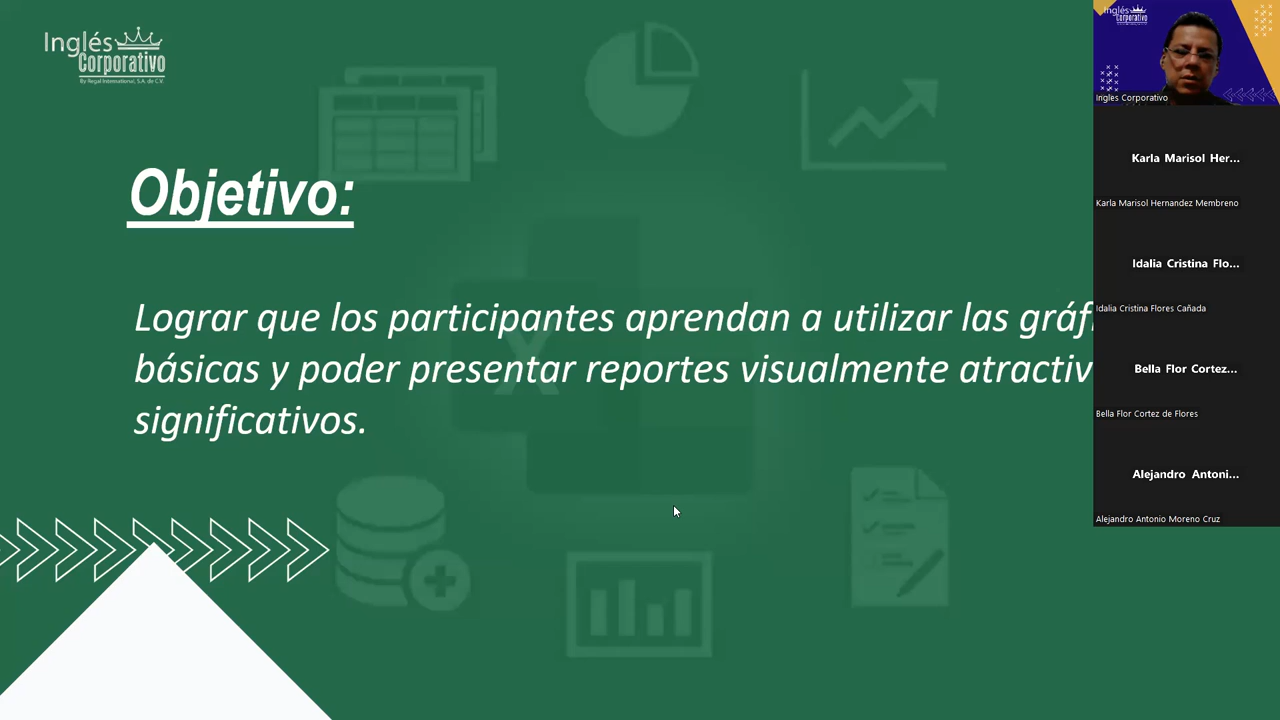 Inglés
Corporativo
By Regal International, S.A. de C.V.
Objetivo:
Lograr que los participantes aprendan a utilizar las gráf
básicas y poder presentar reportes visualmente atractiv
significativos.
Inglés
Corporativo
Ingles Corporativo
Karla Marisol Her...
Karla Marisol Hernandez Membreno
Idalia Cristina Flo...
Idalia Cristina Flores Cañada
Bella Flor Cortez...
Bella Flor Cortez de Flores
Alejandro Antoni...
Alejandro Antonio Moreno Cruz